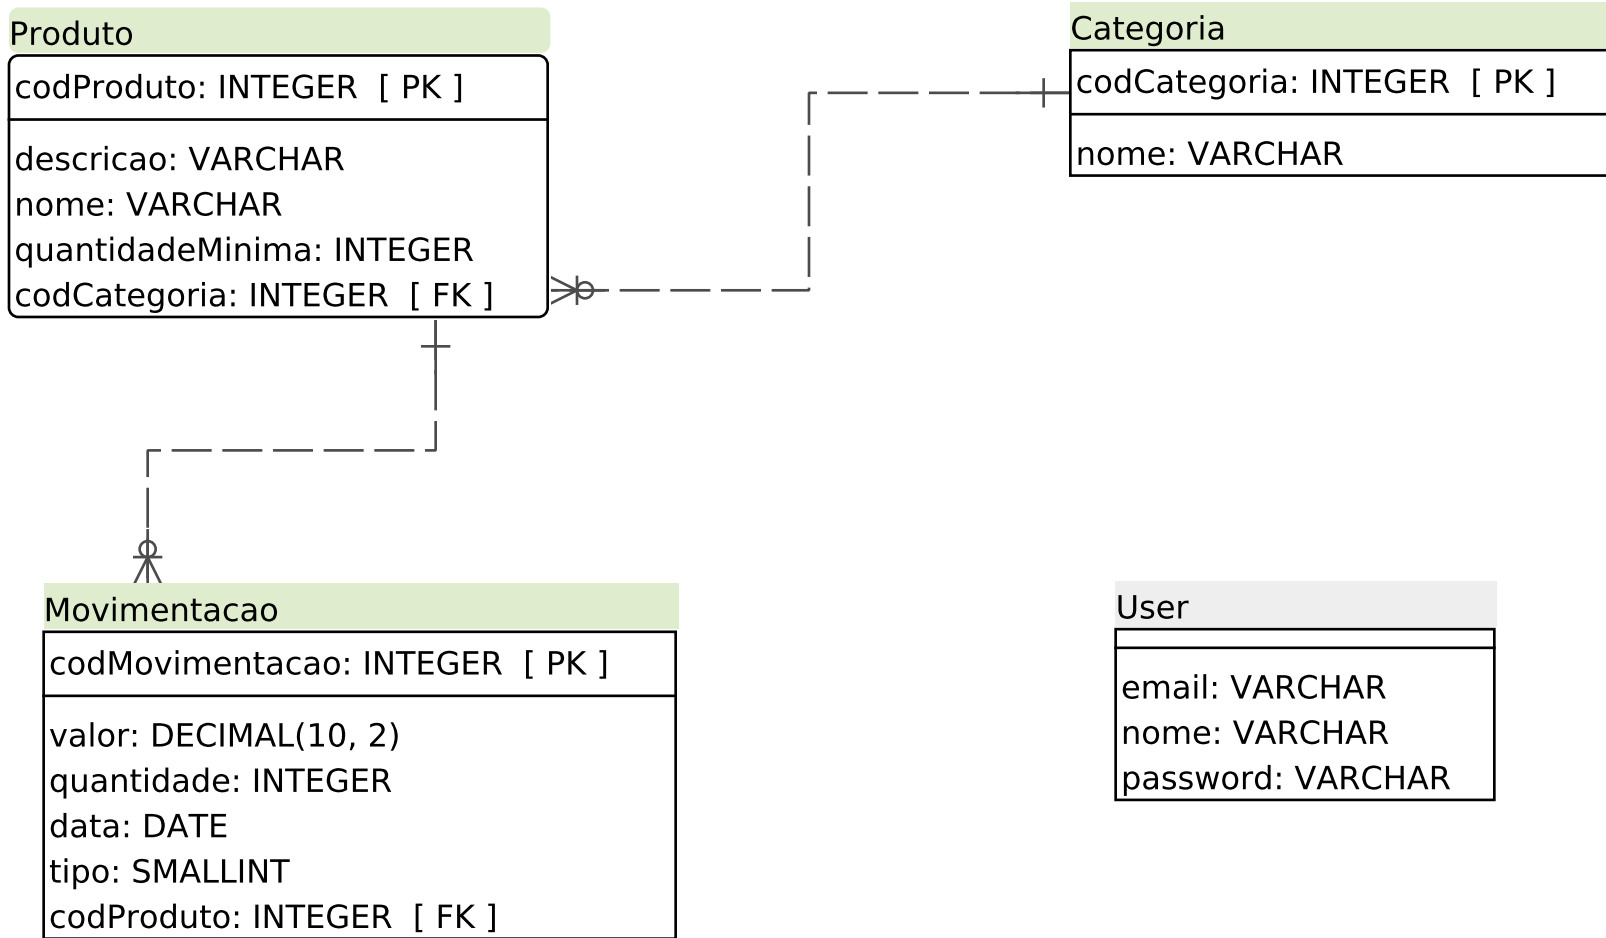 Produto
codProduto: INTEGER [ PK ]
descricao: VARCHAR
nome: VARCHAR
quantidadeMinima: INTEGER
codCategoria: INTEGER [ FK ]
Categoria
codCategoria: INTEGER [ PK ]
nome: VARCHAR
Movimentacao
codMovimentacao: INTEGER [ PK ]
valor: DECIMAL(10, 2)
quantidade: INTEGER
data: DATE
tipo: SMALLINT
codProduto: INTEGER [ FK ]
User
email: VARCHAR
nome: VARCHAR
password: VARCHAR